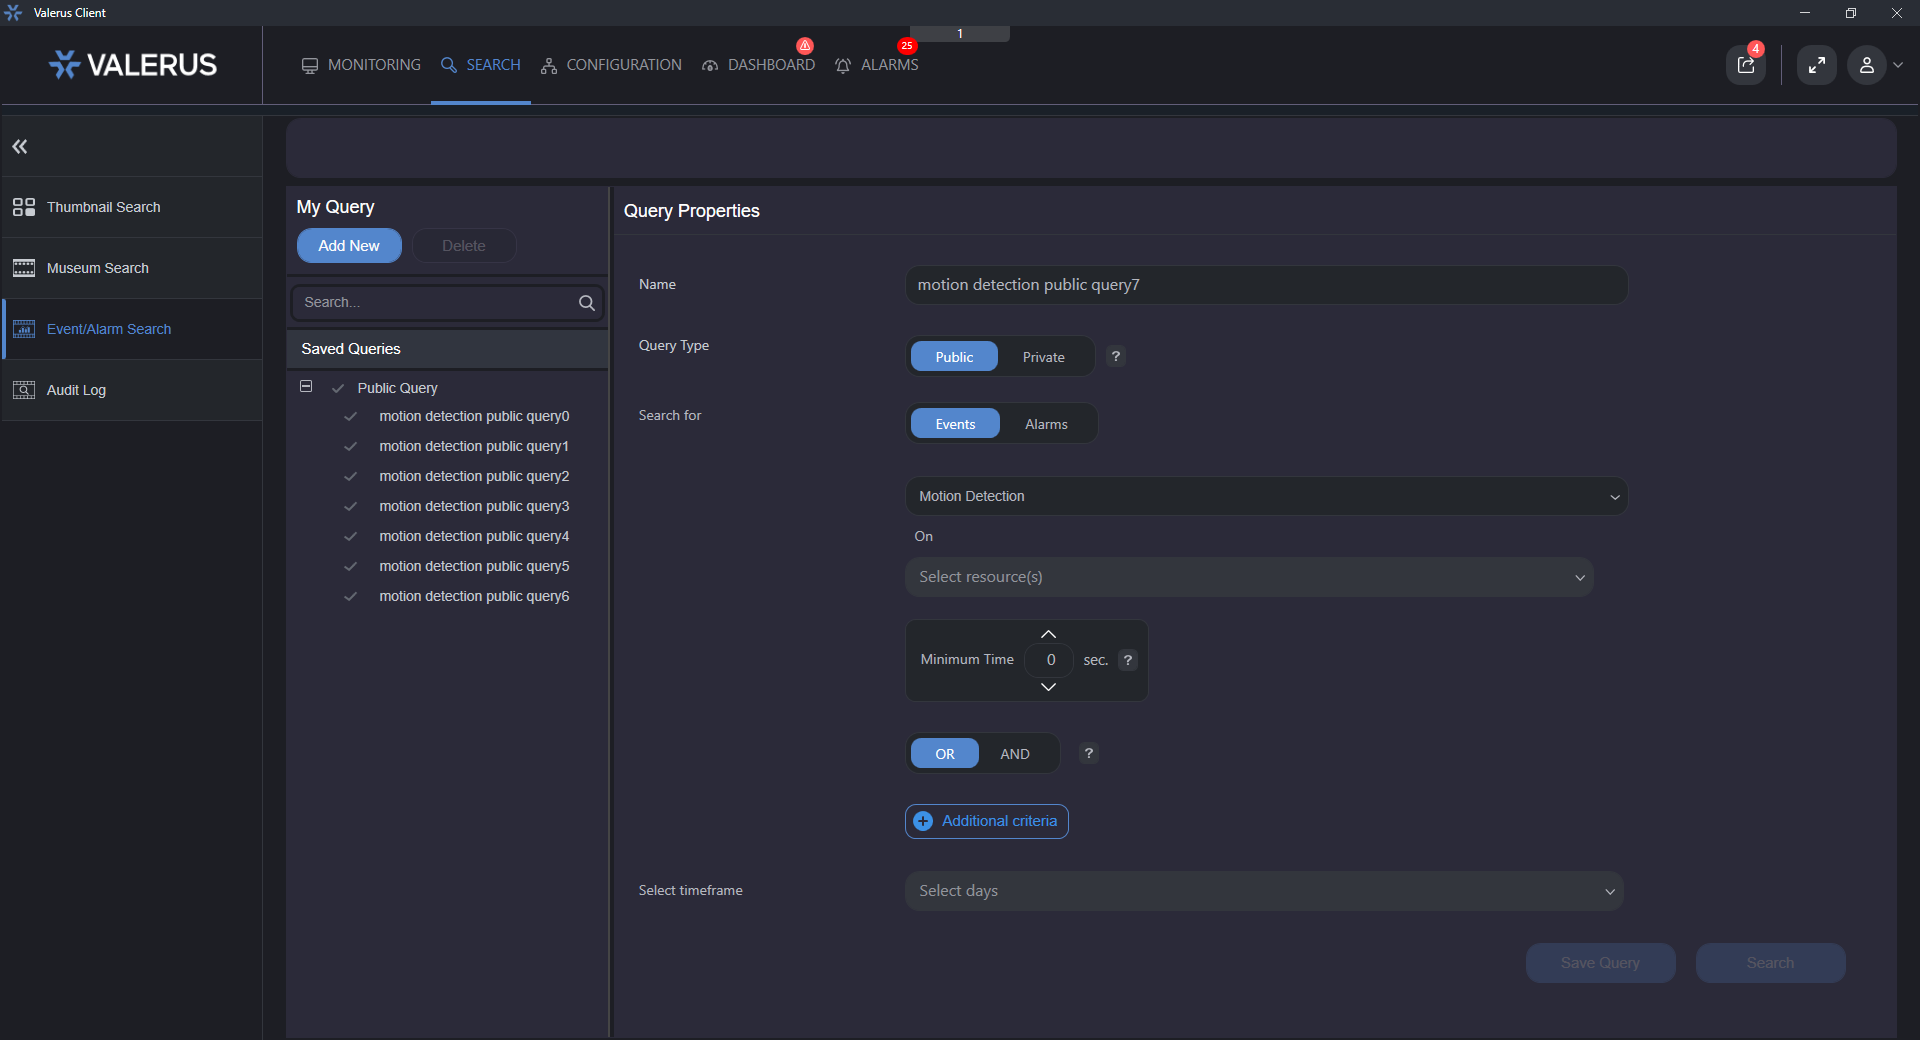 Valerus Client
1
VALERUS
MONITORING
SEARCH
CONFIGURATION
DASHBOARD
25
ALARMS
4
Thumbnail Search
Museum Search
Event/Alarm Search
Audit Log
My Query
Add New
Delete
Search...
Saved Queries
Public Query
motion detection public query0
motion detection public query1
motion detection public query2
motion detection public query3
motion detection public query4
motion detection public query5
motion detection public query6
Query Properties
Name
motion detection public query7
Query Type
Public
Private
?
Search for
Events
Alarms
Motion Detection
On
Select resource(s)
Minimum Time
0
sec.
?
OR
AND
?
Additional criteria
Select timeframe
Select days
Save Query
Search